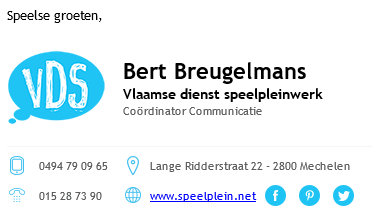 Speelse groeten,
VDS
Bert Breugelmans
Vlaamse dienst speelpleinwerk
Coördinator Communicatie
0494 79 09 65
Lange Ridderstraat 22 - 2800 Mechelen
015 28 73 90
www.speelplein.net